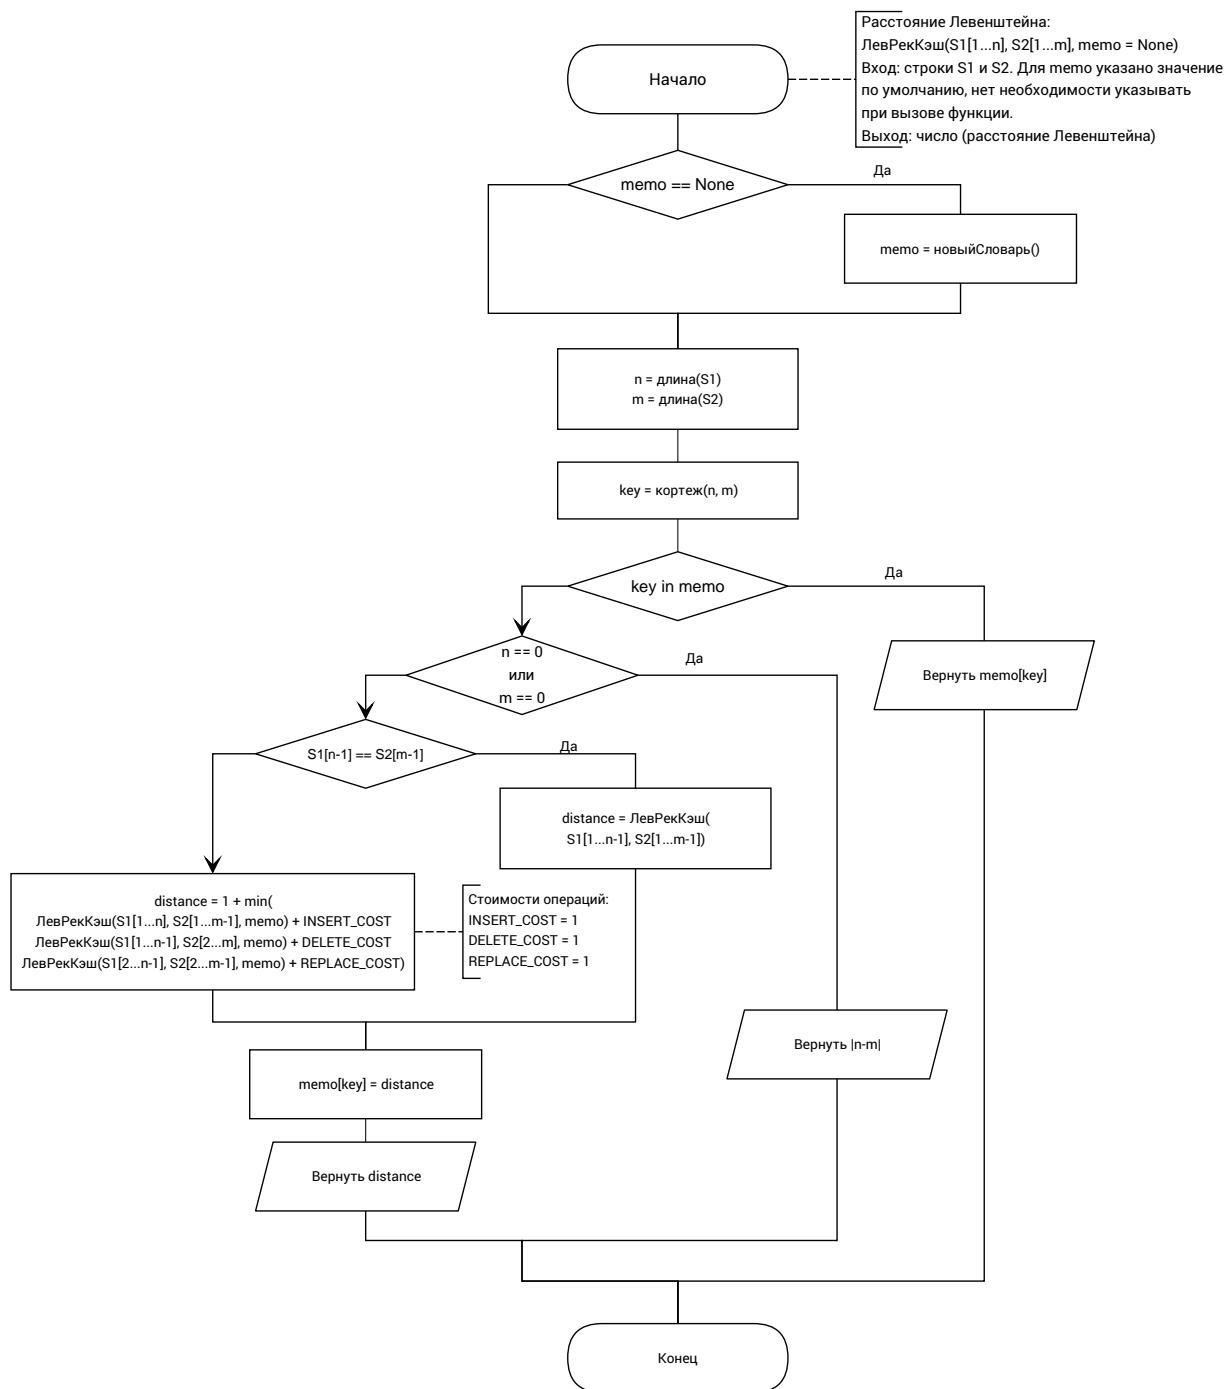 Расстояние Левенштейна:
ЛевРекКэш(S1[1...n], S2[1...m], memo = None)
Вход: строки S1 и S2. Для memo указано значение
по умолчанию, нет необходимости указывать
при вызове функции.
Выход: число (расстояние Левенштейна)
Начало
memo == None
Да
memo = новыйСловарь()
n = длина(S1)
m = длина(S2)
key = кортеж(n, m)
key in memo
Да
Вернуть memo[key]
n == 0
или
m == 0
Да
S1[n-1] == S2[m-1]
Да
distance = ЛевРекКэш(
S1[1...n-1], S2[1...m-1])
distance = 1 + min(
ЛевРекКэш(S1[1...n], S2[1...m-1], memo) + INSERT_COST
ЛевРекКэш(S1[1...n-1], S2[2...m], memo) + DELETE_COST
ЛевРекКэш(S1[2...n-1], S2[2...m-1], memo) + REPLACE_COST)
Стоимости операций:
INSERT_COST = 1
DELETE_COST = 1
REPLACE_COST = 1
Вернуть |n-m|
memo[key] = distance
Вернуть distance
Конец